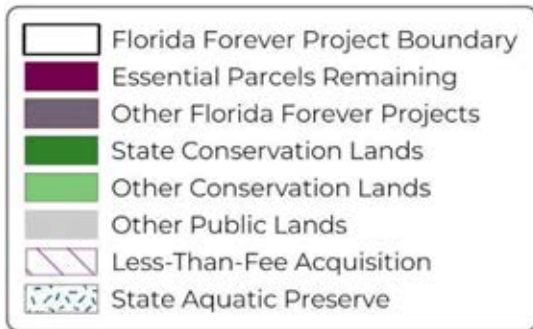 Florida Forever Project Boundary
Essential Parcels Remaining
Other Florida Forever Projects
State Conservation Lands
Other Conservation Lands
Other Public Lands
Less-Than-Fee Acquisition
State Aquatic Preserve